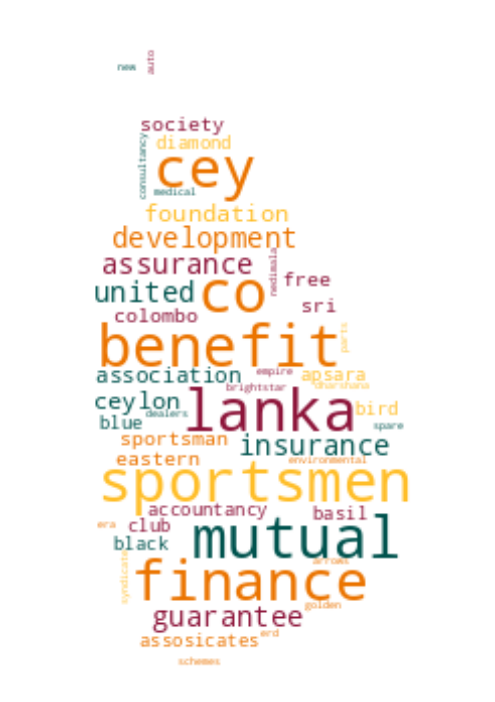 new auto
society
diamond
consultancy
cey
medical
foundation
development
assurance
nedimala
free
united co
sri
colombo
benefit
parts
association empire apsara
brightstar dharshana
ceylon lanka bird
dealers
blue spare
sportsman insurance
eastern environmental
sportsmen
accountancy basil
era club mutual
black
arrows
syndicate finance
golden
guarantee
assosicates erd
schemes